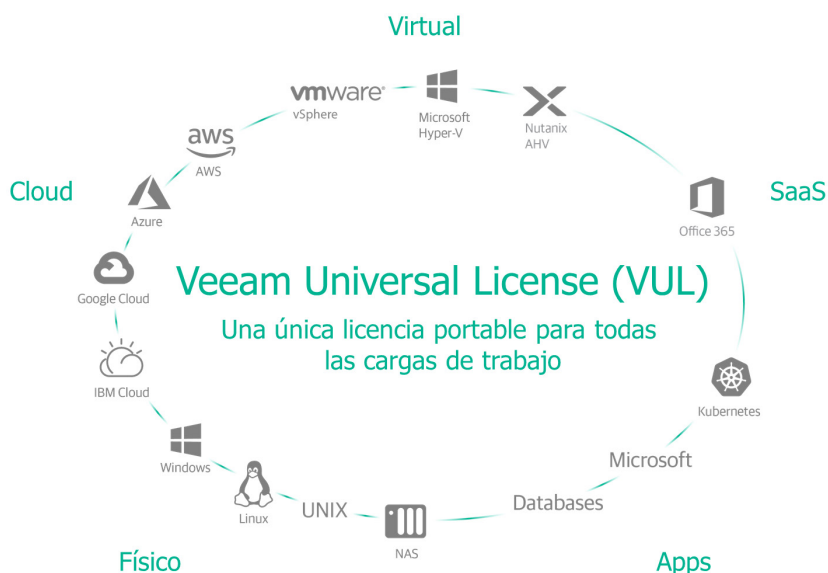 Virtual
vmware®
vSphere
Microsoft
Hyper-V
Nutanix
AHV
aws
AWS
Cloud
SaaS
Azure
Office 365
Google Cloud
Veeam Universal License (VUL)
Una única licencia portable para todas
las cargas de trabajo
IBM Cloud
Kubernetes
Windows
Microsoft
Linux
UNIX
Databases
NAS
Físico
Apps